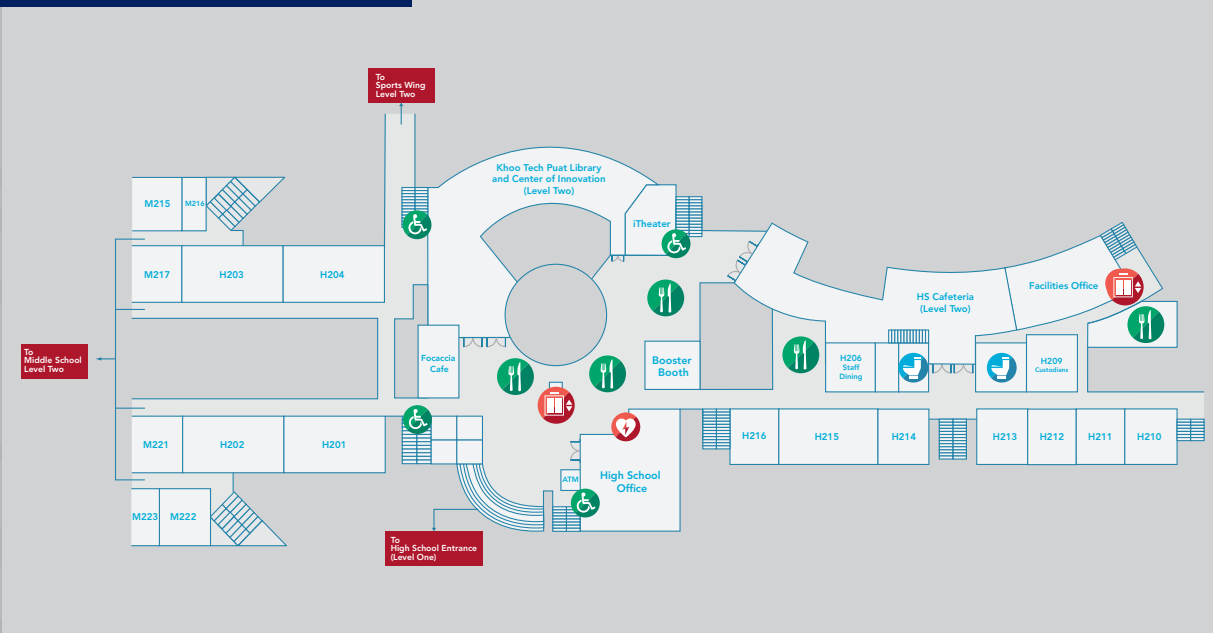 To
Sports Wing
Level Two
Khoo Tech Puat Library
and Center of Innovation
(Level Two)
M215
M216
iTheater
M217
H203
H204
HS Cafeteria
(Level Two)
Facilities Office
To
Middle School
Level Two
Focaccia
Cafe
Booster
Booth
H206
Staff
Dining
H209
Custodians
M221
H202
H201
H216
H215
H214
H213
H212
H211
H210
ATM
High School
Office
M223
M222
To
High School Entrance
(Level One)